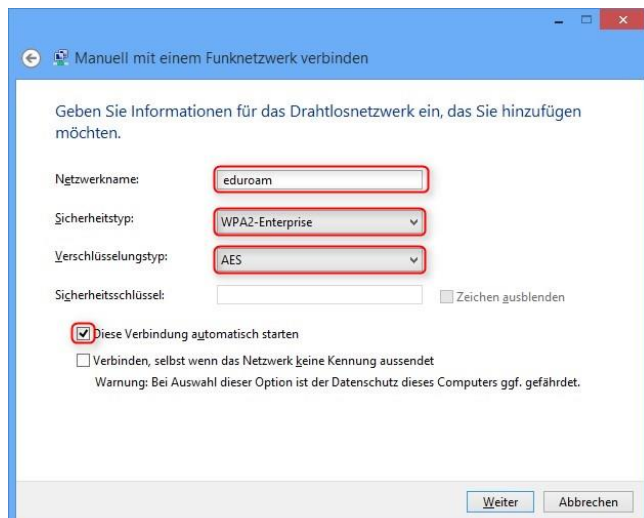 Manuell mit einem Funknetzwerk verbinden
Geben Sie Informationen für das Drahtlosnetzwerk ein, das Sie hinzufügen
möchten.
Netzwerkname: eduroam
Sicherheitstyp: WPA2-Enterprise
Verschlüsselungstyp: AES
Sicherheitsschlüssel: Zeichen ausblenden
Diese Verbindung automatisch starten
Verbinden, selbst wenn das Netzwerk keine Kennung aussendet
Warnung: Bei Auswahl dieser Option ist der Datenschutz dieses Computers ggf. gefährdet.
Weiter Abbrechen